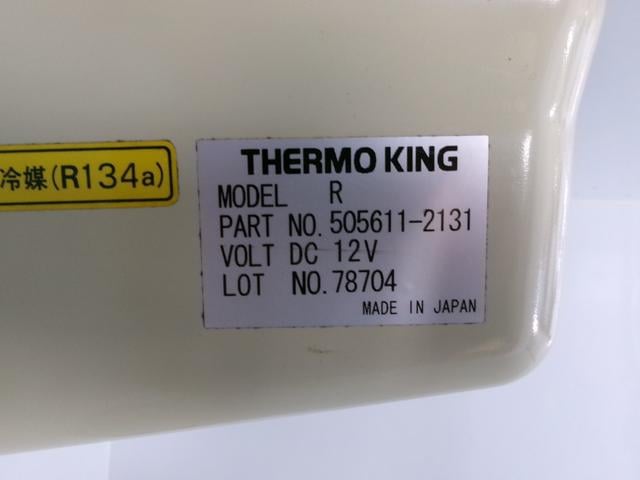 冷媒(R134a)
THERMO KING
MODEL R
PART NO. 505611-2131
VOLT DC 12V
LOT NO. 78704
MADE IN JAPAN